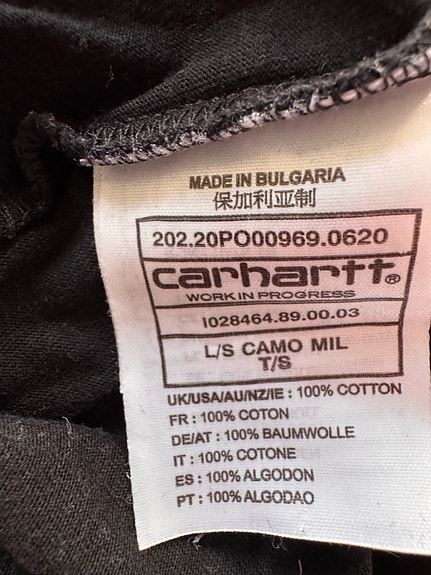 MADE IN BULGARIA
保加利亚制
202.20PO00969.0620
carhartt®
WORK IN PROGRESS
I028464.89.00.03
L/S CAMO MIL
T/S
UK/USA/AU/NZ/IE : 100% COTTON
FR : 100% COTON
DE/AT : 100% BAUMWOLLE
IT : 100% COTONE
ES : 100% ALGODON
PT : 100% ALGODAO